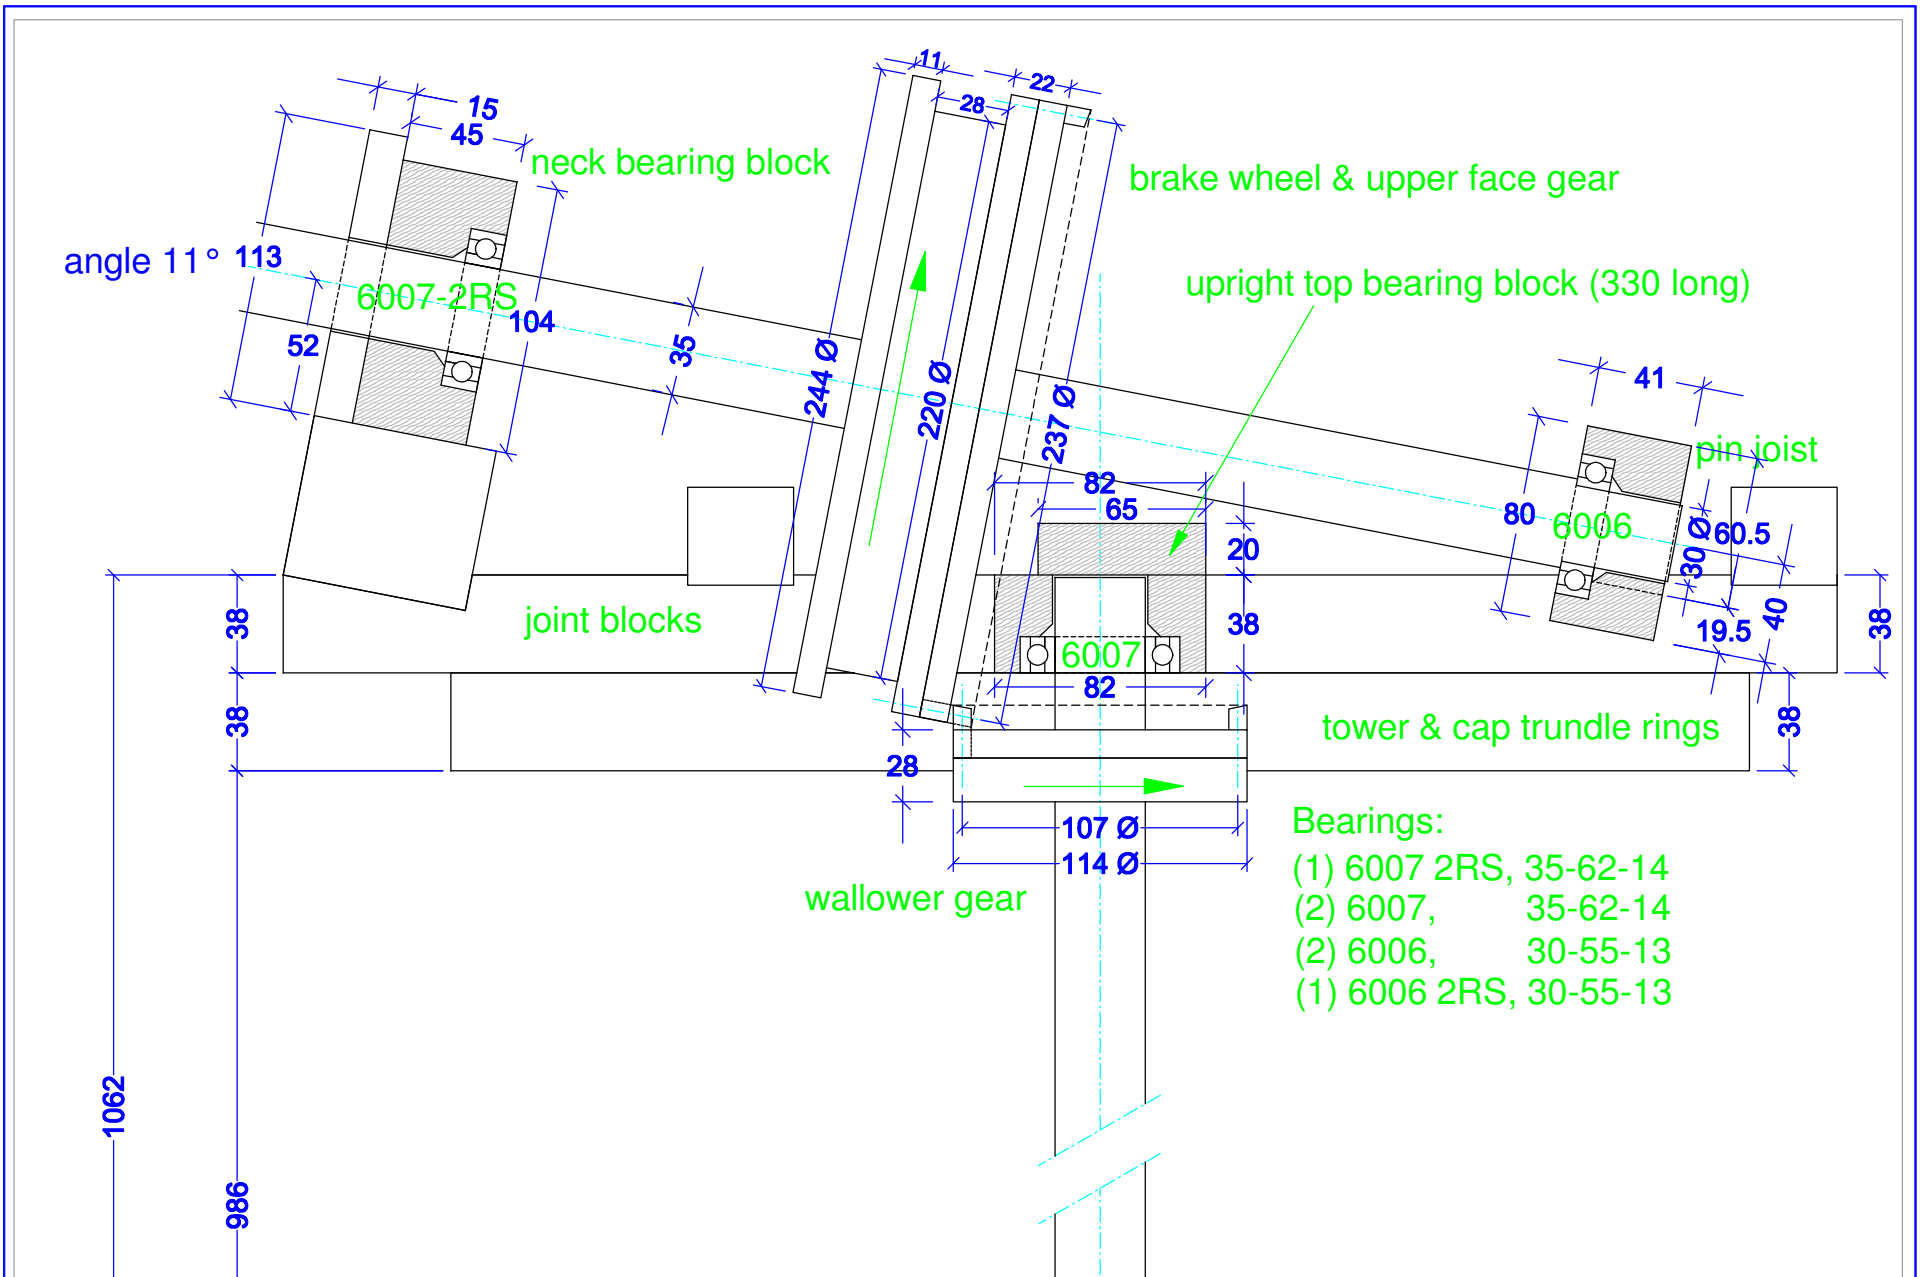 11
22
15
28
45
neck bearing block
brake wheel & upper face gear
angle 11°
113
upright top bearing block (330 long)
6007-2RS
104
52
35
244 Ø
220 Ø
237 Ø
41
pin joist
82
65
80
6006
30 Ø
60.5
20
38
joint blocks
38
6007
19.5
40
38
82
38
tower & cap trundle rings
38
28
107 Ø
114 Ø
wallower gear
Bearings:
(1) 6007 2RS, 35-62-14
(2) 6007, 35-62-14
(2) 6006, 30-55-13
(1) 6006 2RS, 30-55-13
1062
986